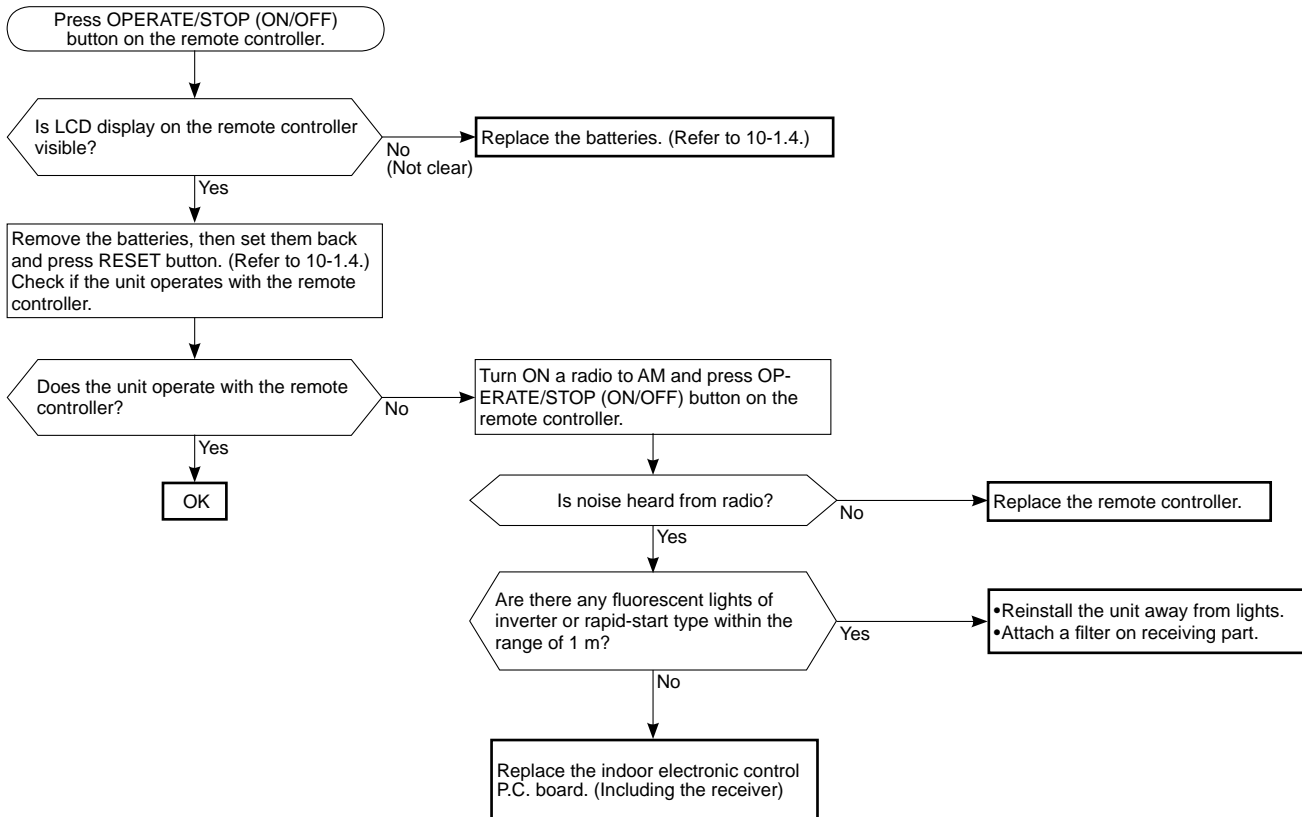 Press OPERATE/STOP (ON/OFF)
button on the remote controller.
Is LCD display on the remote controller
visible?
No
(Not clear)
Replace the batteries. (Refer to 10-1.4.)
Yes
Remove the batteries, then set them back
and press RESET button. (Refer to 10-1.4.)
Check if the unit operates with the remote
controller.
Does the unit operate with the remote
controller?
No
Turn ON a radio to AM and press OP-
ERATE/STOP (ON/OFF) button on the
remote controller.
Yes
OK
Is noise heard from radio?
No
Replace the remote controller.
Yes
Are there any fluorescent lights of
inverter or rapid-start type within the
range of 1 m?
Yes
•Reinstall the unit away from lights.
•Attach a filter on receiving part.
No
Replace the indoor electronic control
P.C. board. (Including the receiver)